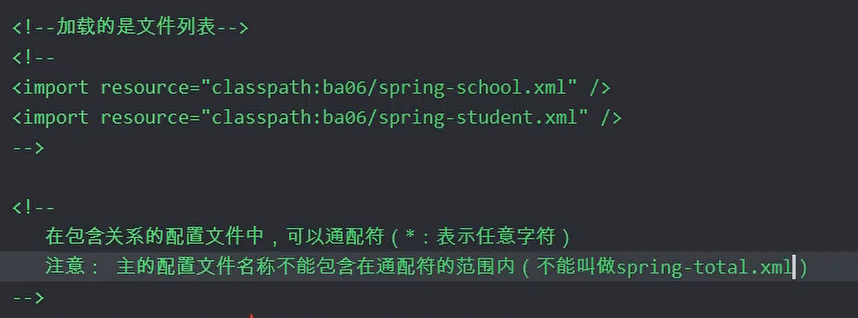 <!--加载的是文件列表-->
<!--
<import resource="classpath:ba06/spring-school.xml" />
<import resource="classpath:ba06/spring-student.xml" />
-->
<!--
在包含关系的配置文件中，可以通配符（*：表示任意字符）
注意： 主的配置文件名称不能包含在通配符的范围内（不能叫做spring-total.xml）
-->